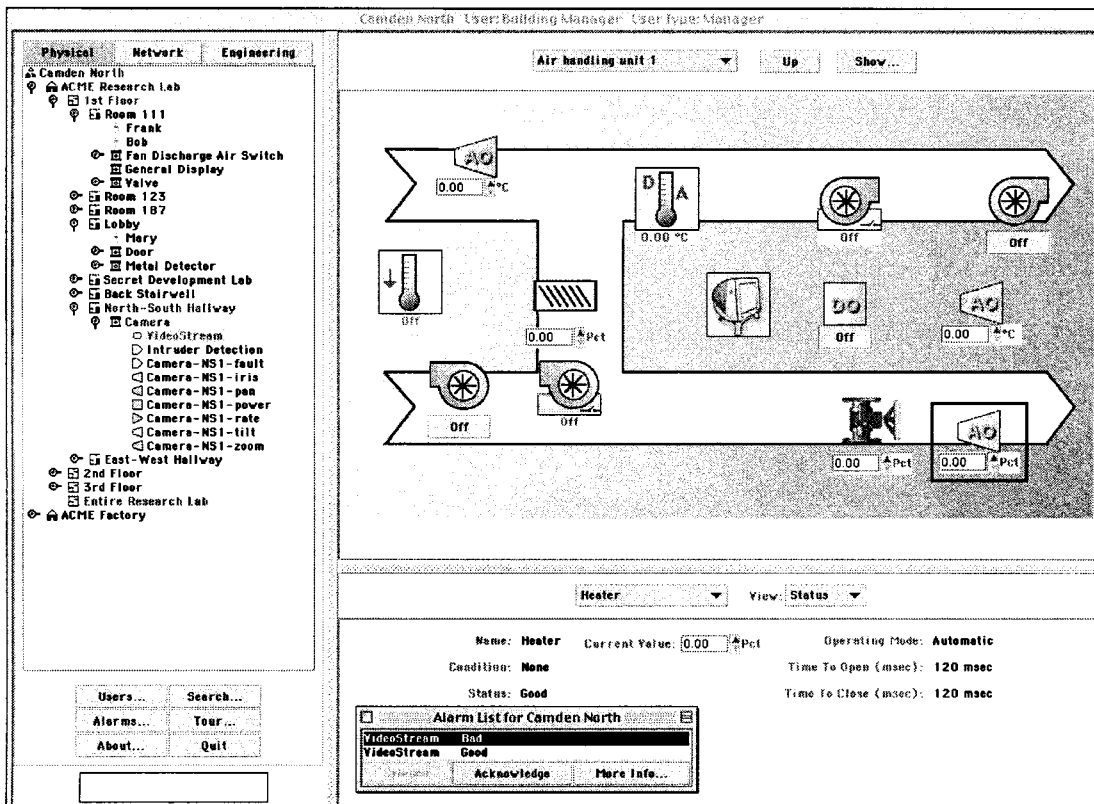 Camden North User: Building Manager User Type: Manager
Physical Network Engineering
Camden North
ACME Research Lab
1st Floor
Room 111
Frank
Bob
Fan Discharge Air Switch
General Display
Valve
Room 123
Room 187
Lobby
Mary
Door
Metal Detector
Secret Development Lab
Back Stairwell
North-South Hallway
Camera
VideoStream
Intruder Detection
Camera-NS1-fault
Camera-NS1-iris
Camera-NS1-pan
Camera-NS1-power
Camera-NS1-rate
Camera-NS1-tilt
Camera-NS1-zoom
East-West Hallway
2nd Floor
3rd Floor
Entire Research Lab
ACME Factory
Users... Search...
Alarms... Tour...
About... Quit
Air handling unit 1 Up Show...
AO
0.00 °C
D A
0.00 °C
Off
Off
Off
0.00 Pct
DO
Off
AO
0.00 °C
Off
Off
0.00 Pct
AO
0.00 Pct
Heater View: Status
Name: Heater Current Value: 0.00 Pct Operating Mode: Automatic
Condition: None Time To Open (msec): 120 msec
Status: Good Time To Close (msec): 120 msec
Alarm List for Camden North
VideoStream Bad
VideoStream Good
Acknowledge More Info...